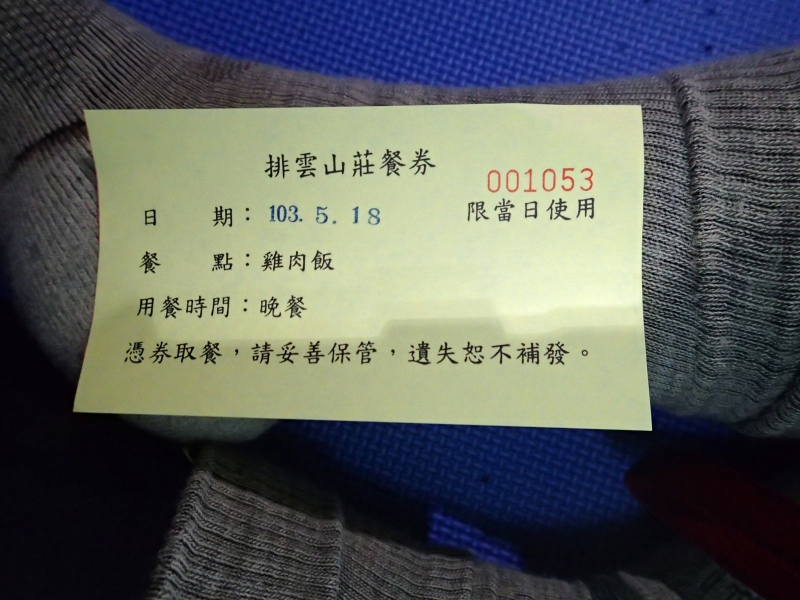 排雲山莊餐券
001053
日　　期：103. 5. 18　　限當日使用
餐　　點：雞肉飯
用餐時間：晚餐
憑券取餐，請妥善保管，遺失恕不補發。